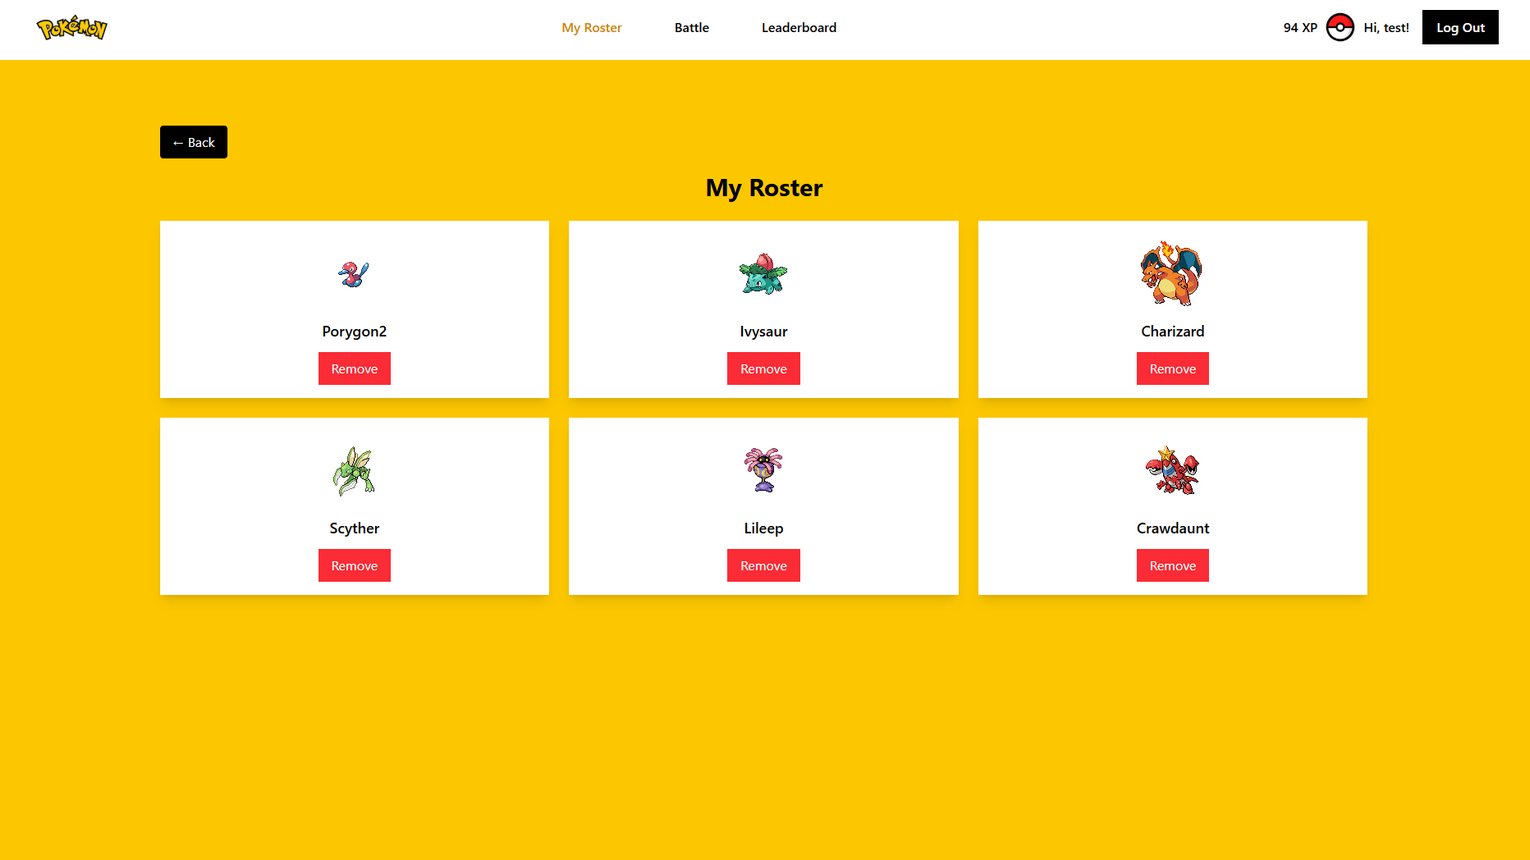 Pokémon
My Roster
Battle
Leaderboard
94 XP
Hi, test!
Log Out
← Back
My Roster
Porygon2
Ivysaur
Charizard
Remove
Remove
Remove
Scyther
Lileep
Crawdaunt
Remove
Remove
Remove